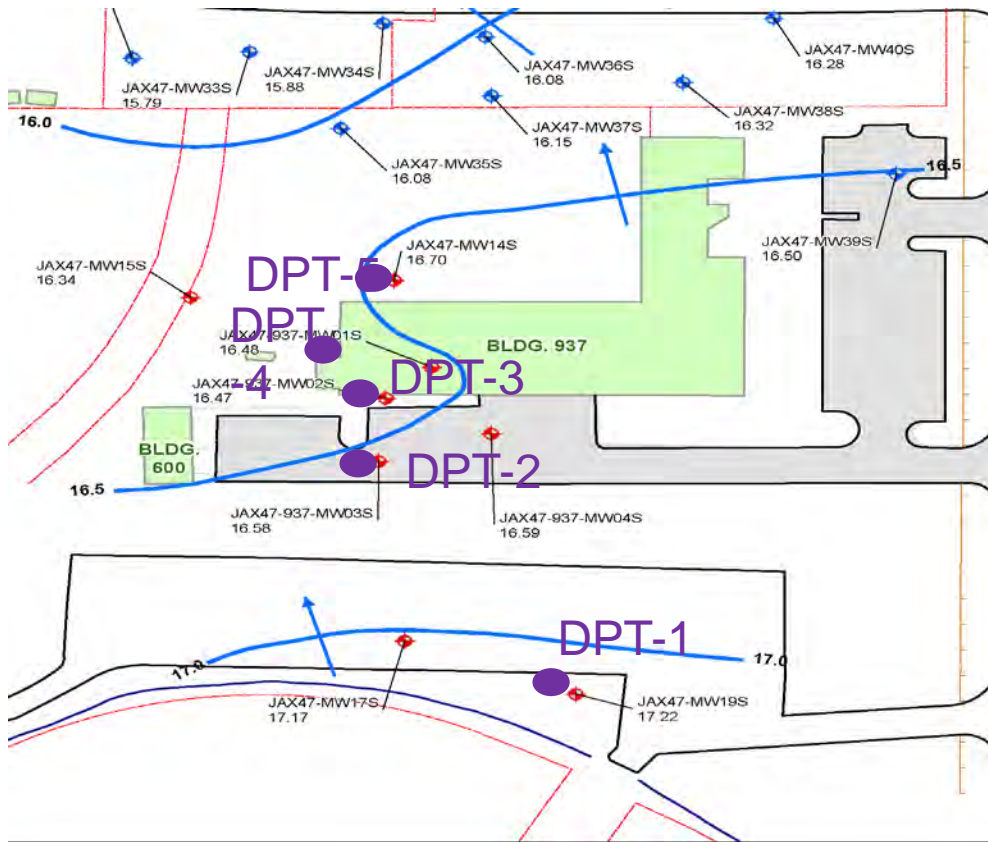 JAX47-MW40S
16.28
JAX47-MW36S
16.08
JAX47-MW34S
15.88
JAX47-MW33S
15.79
JAX47-MW38S
16.32
16.0
JAX47-MW37S
16.15
JAX47-MW35S
16.08
16.5
JAX47-MW14S
16.70
JAX47-MW39S
16.50
JAX47-MW15S
16.34
DPT-5
DPT
-4
JAX47-937-MW01S
16.48
BLDG. 937
JAX47-937-MW02S
16.47
DPT-3
BLDG.
600
DPT-2
16.5
JAX47-937-MW03S
16.58
JAX47-937-MW04S
16.59
DPT-1
17.0
17.0
JAX47-MW17S
17.17
JAX47-MW19S
17.22